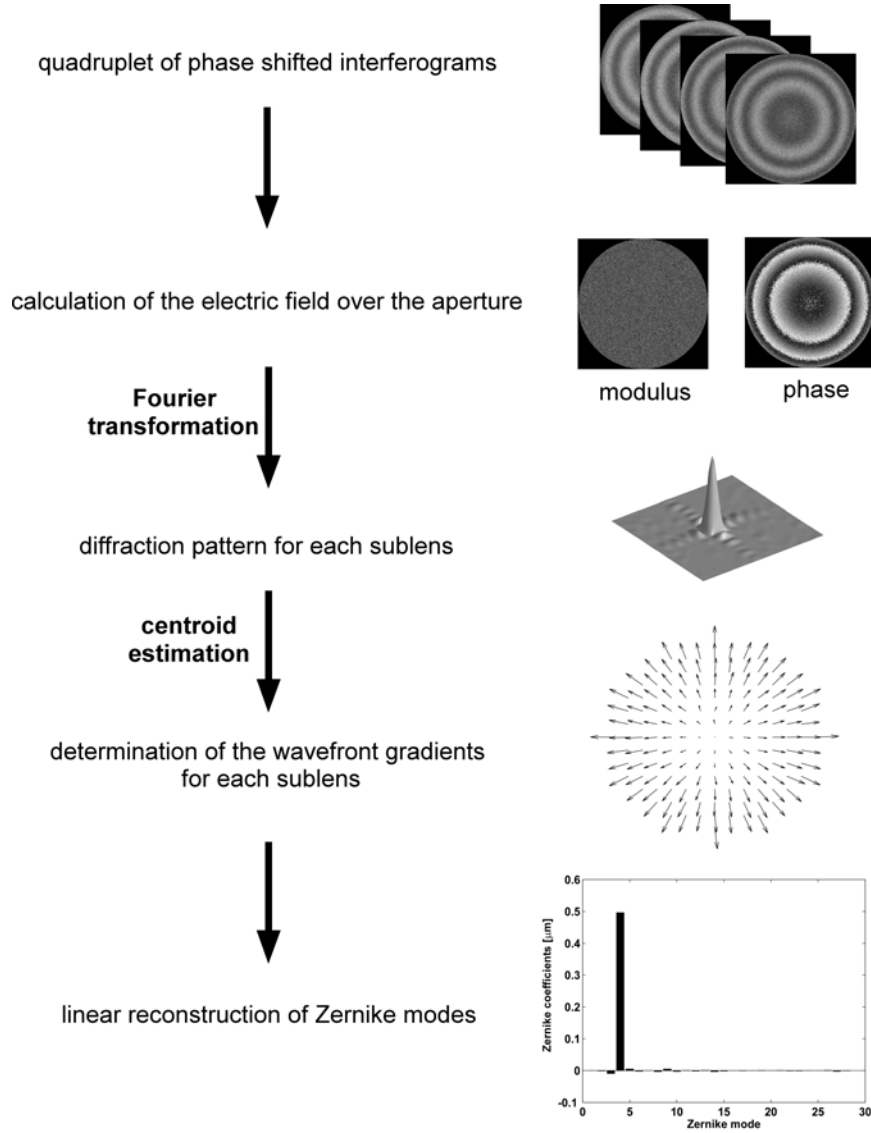 quadruplet of phase shifted interferograms
calculation of the electric field over the aperture
modulus
phase
Fourier
transformation
diffraction pattern for each sublens
centroid
estimation
determination of the wavefront gradients
for each sublens
linear reconstruction of Zernike modes
Zernike coefficients [µm]
0.6
0.5
0.4
0.3
0.2
0.1
0
-0.1
0 5 10 15 20 25 30
Zernike mode